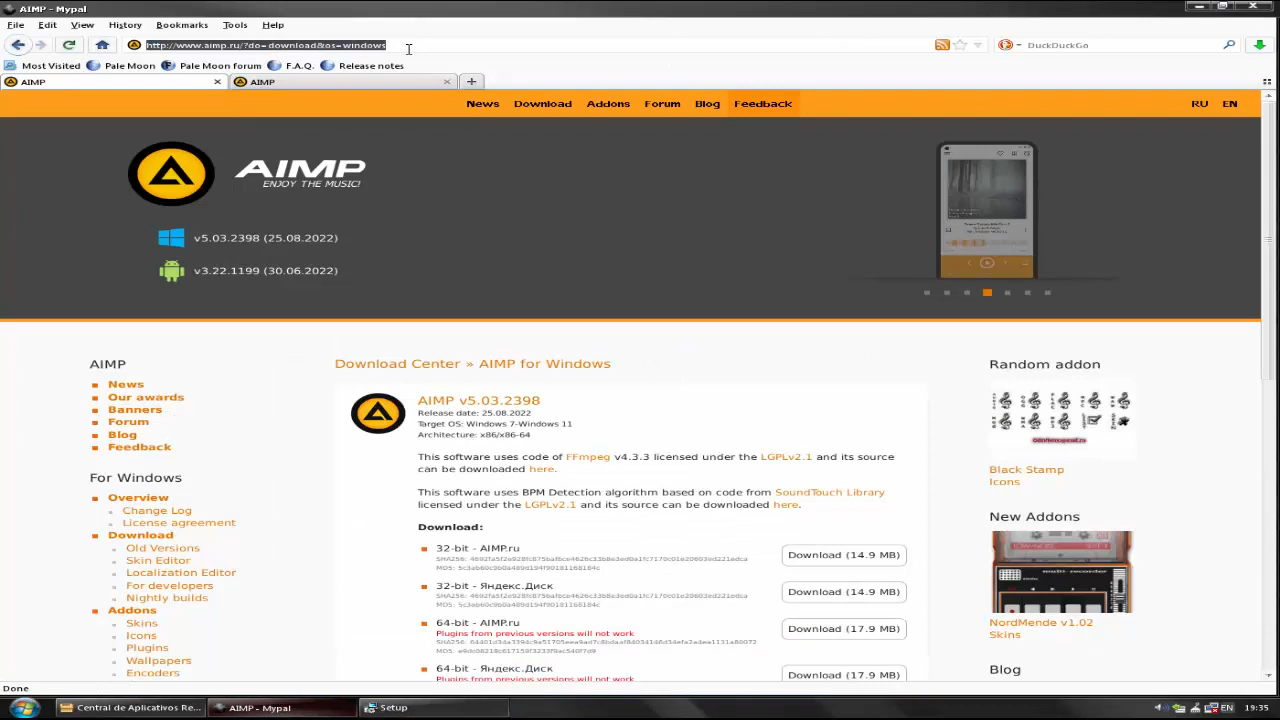 AIMP - Mypal
File Edit View History Bookmarks Tools Help
http://www.aimp.ru/?do=download&os=windows
DuckDuckGo
Most Visited Pale Moon Pale Moon forum F.A.Q. Release notes
AIMP × AIMP × +
News Download Addons Forum Blog Feedback RU EN
AIMP
ENJOY THE MUSIC!
v5.03.2398 (25.08.2022)
v3.22.1199 (30.06.2022)
AIMP
News
Our awards
Banners
Forum
Blog
Feedback
For Windows
Overview
Change Log
License agreement
Download
Old Versions
Skin Editor
Localization Editor
For developers
Nightly builds
Addons
Skins
Icons
Plugins
Wallpapers
Encoders
Download Center » AIMP for Windows
AIMP v5.03.2398
Release date: 25.08.2022
Target OS: Windows 7-Windows 11
Architecture: x86/x86-64
This software uses code of FFmpeg v4.3.3 licensed under the LGPLv2.1 and its source
can be downloaded here.
This software uses BPM Detection algorithm based on code from SoundTouch Library
licensed under the LGPLv2.1 and its source can be downloaded here.
Download:
32-bit - AIMP.ru
Download (14.9 MB)
SHA256:
MD5:
32-bit - Яндекс.Диск
Download (14.9 MB)
SHA256:
MD5:
64-bit - AIMP.ru
Download (17.9 MB)
Plugins from previous versions will not work
SHA256:
MD5:
64-bit - Яндекс.Диск
Download (17.9 MB)
Plugins from previous versions will not work
Random addon
Black Stamp
Icons
New Addons
NordMende v1.02
Skins
Blog
Done
Central de Aplicativos Re... AIMP - Mypal Setup EN 19:35